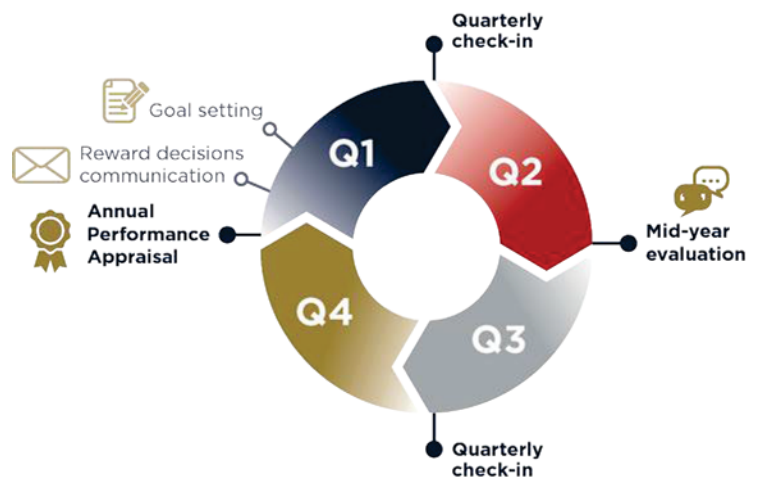 Quarterly
check-in
Goal setting
Reward decisions
communication
Annual
Performance
Appraisal
Q1
Q2
Mid-year
evaluation
Q4
Q3
Quarterly
check-in